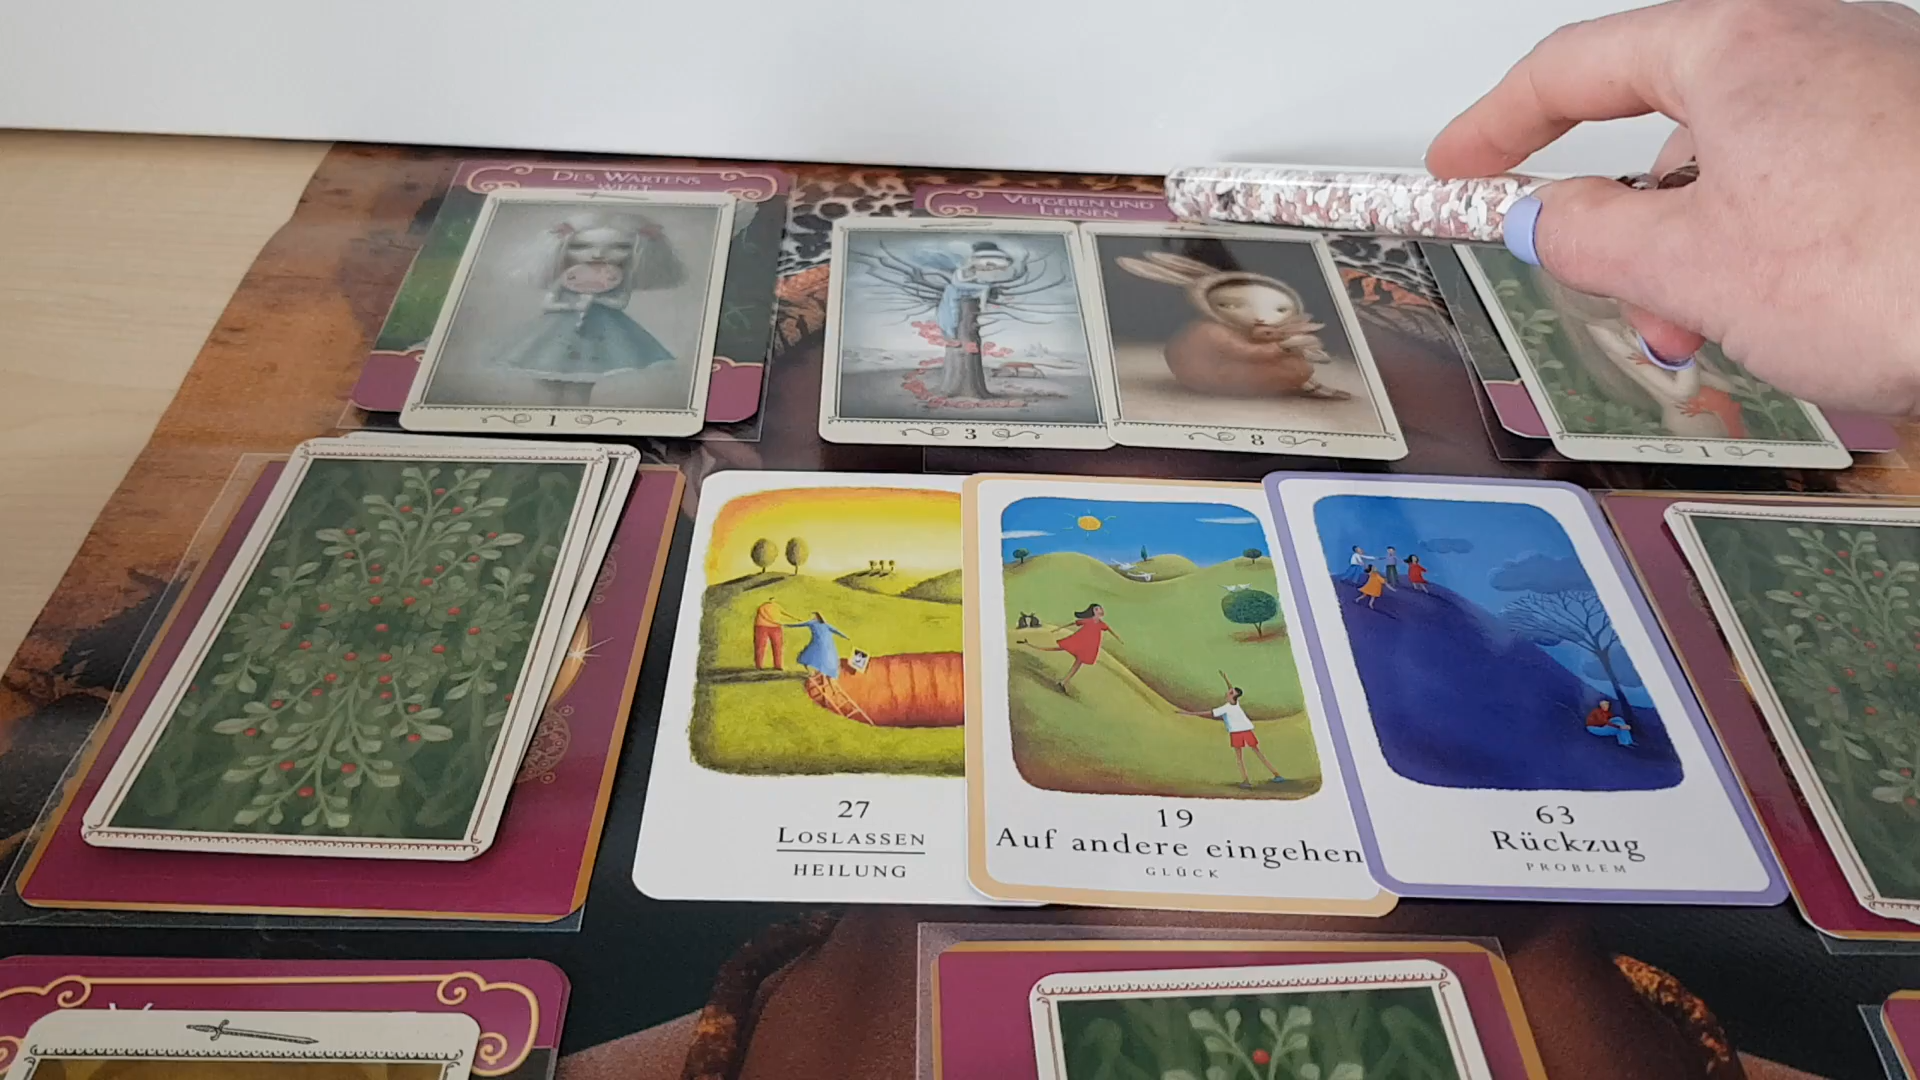 DES WARTENS
WERT
VERGEBEN UND
LERNEN
1
3
8
1
27
LOSLASSEN
HEILUNG
19
Auf andere eingehen
GLÜCK
63
Rückzug
PROBLEM